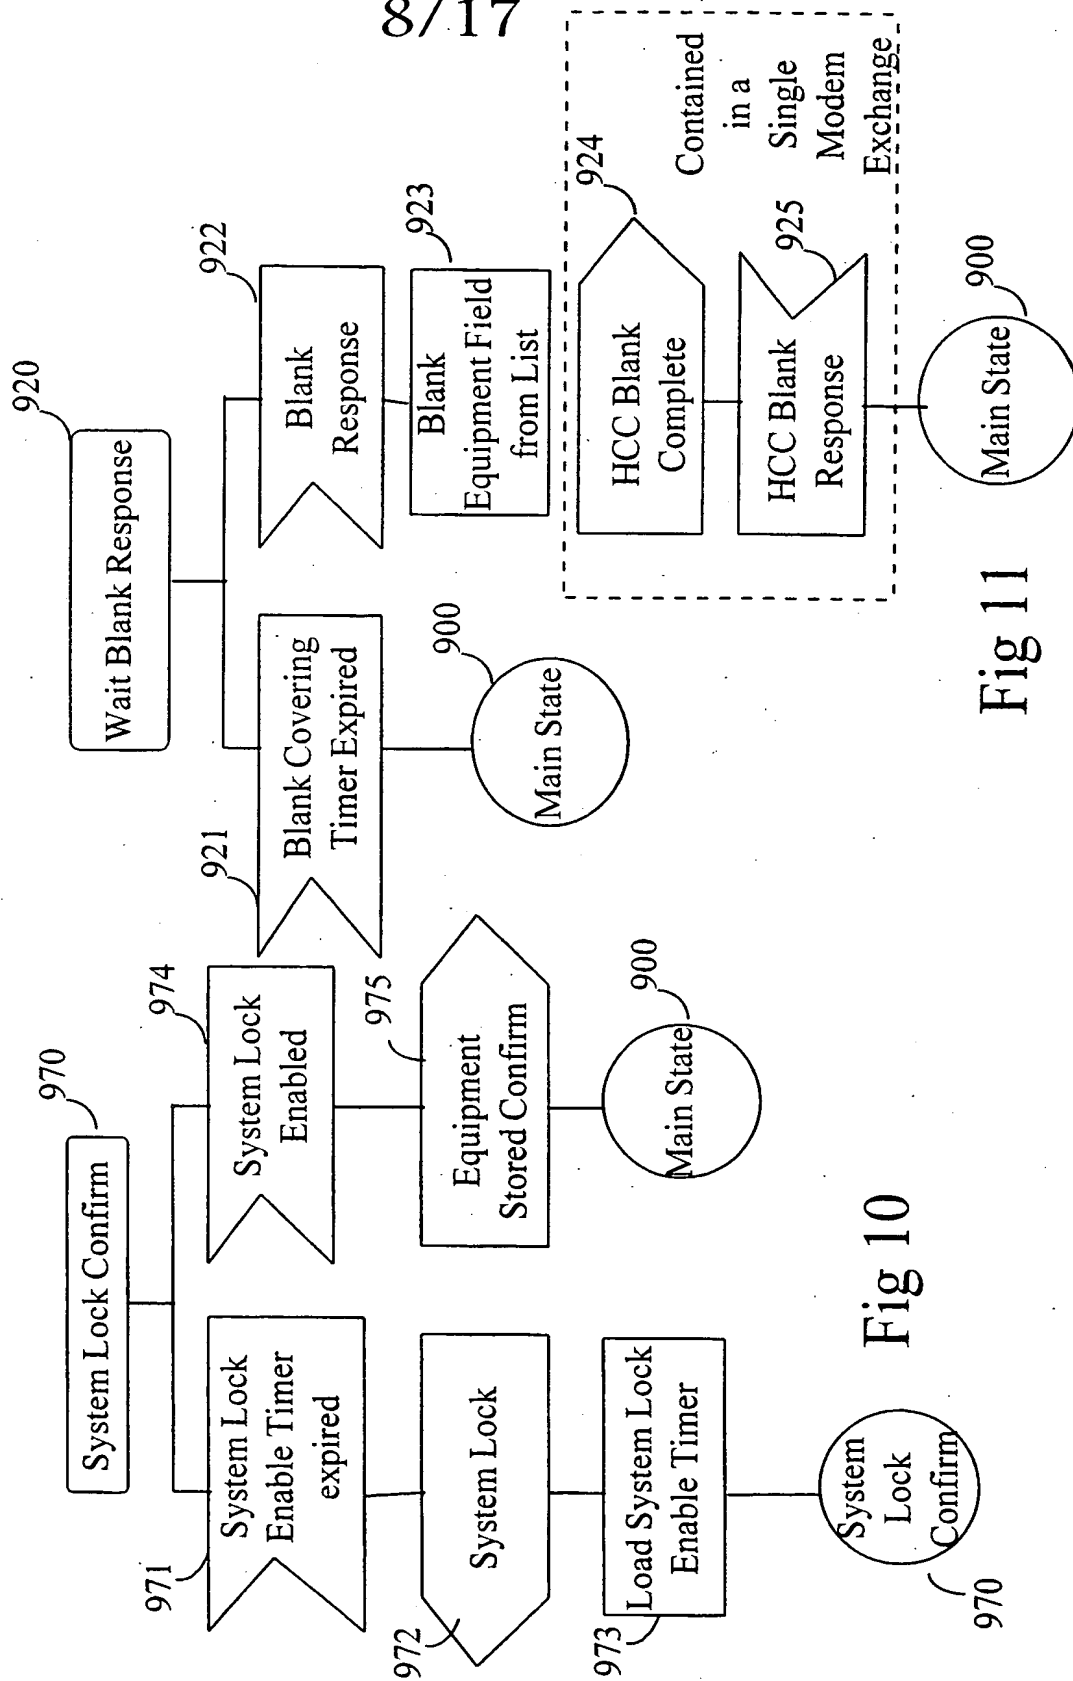 8/17
970
System Lock Confirm
971
System Lock
Enable Timer
expired
972
System Lock
973
Load System Lock
Enable Timer
System
Lock
Confirm
970
974
System Lock
Enabled
975
Equipment
Stored Confirm
900
Main State
Fig 10
920
Wait Blank Response
921
Blank Covering
Timer Expired
900
Main State
922
Blank
Response
923
Blank
Equipment Field
from List
924
HCC Blank
Complete
925
HCC Blank
Response
Contained
in a
Single
Modem
Exchange
900
Main State
Fig 11